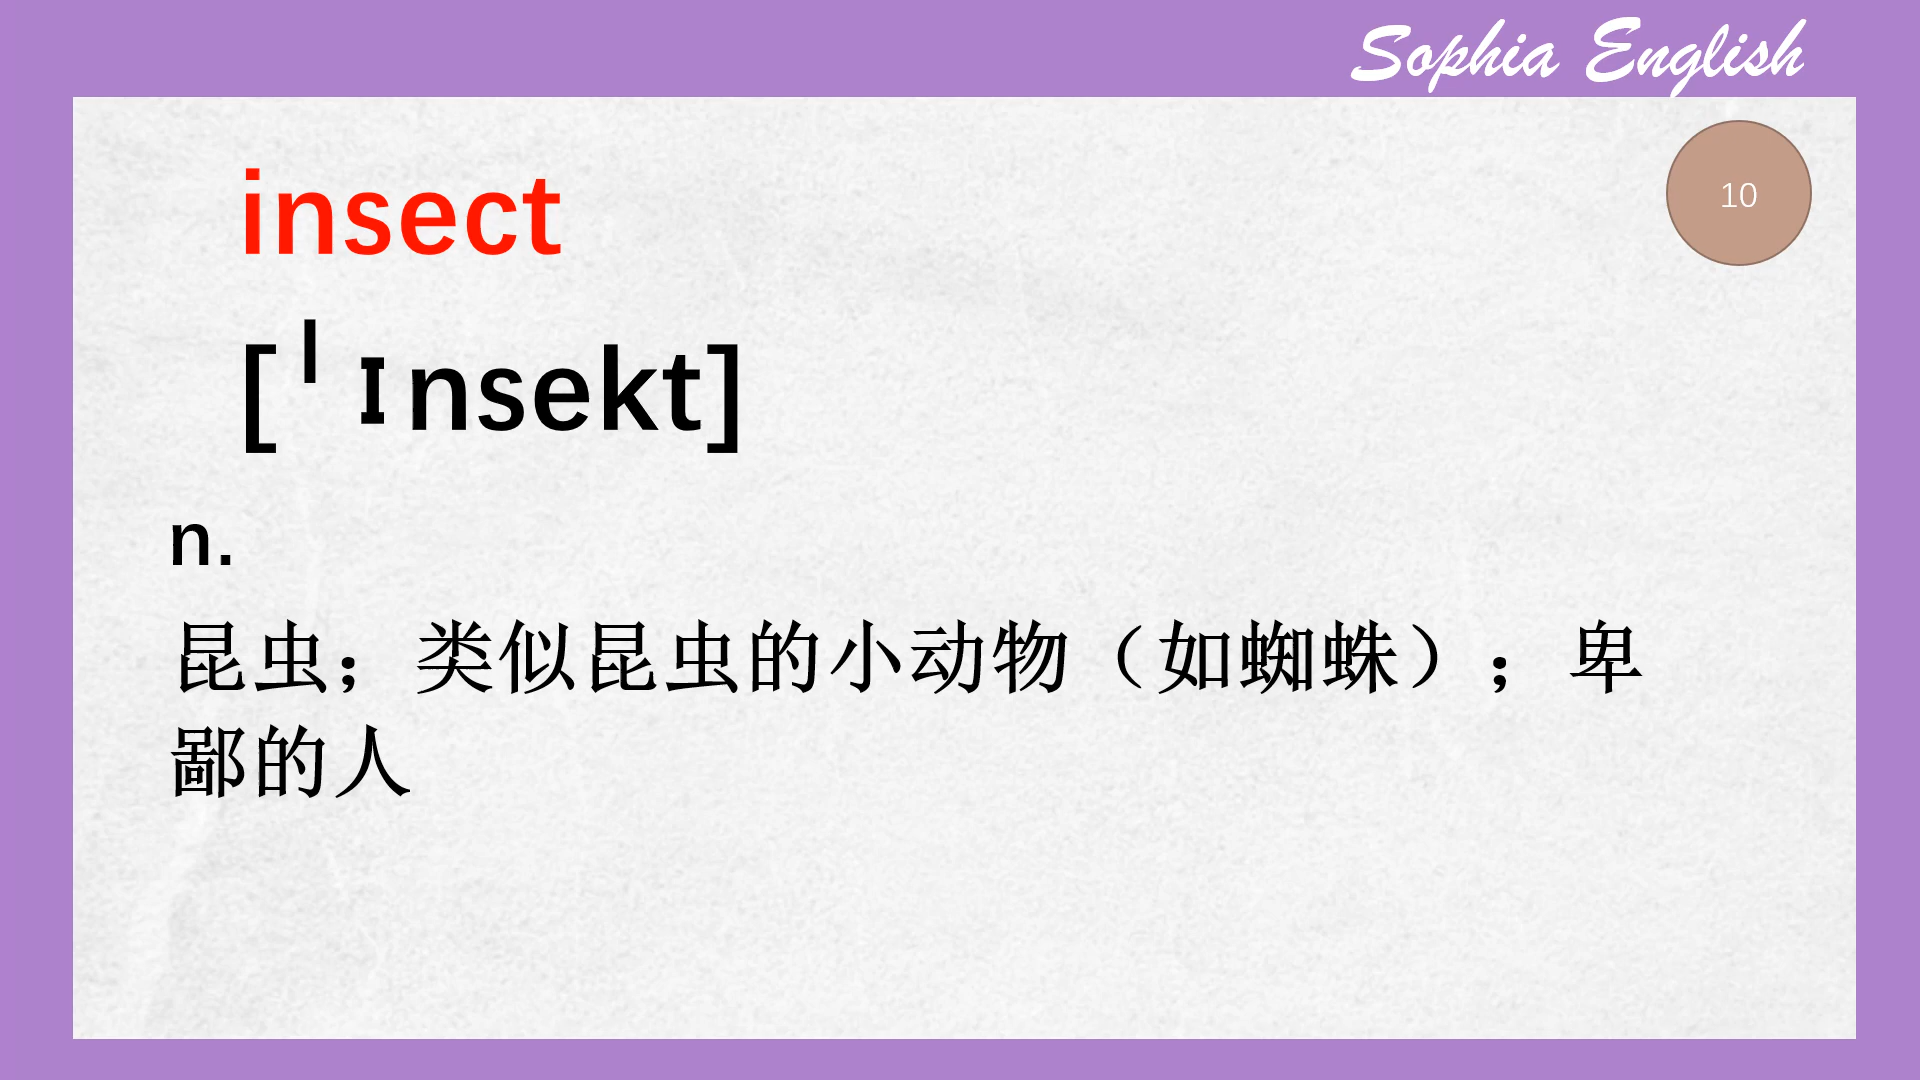 Sophia English
10
insect
[ˈɪnsekt]
n.
昆虫；类似昆虫的小动物（如蜘蛛）；卑
鄙的人